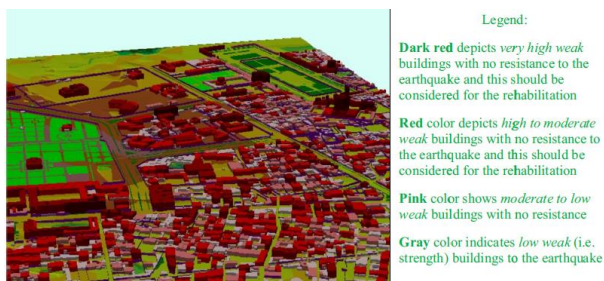 Legend:
Dark red depicts very high weak
buildings with no resistance to the
earthquake and this should be
considered for the rehabilitation
Red color depicts high to moderate
weak buildings with no resistance to
the earthquake and this should be
considered for the rehabilitation
Pink color shows moderate to low
weak buildings with no resistance
Gray color indicates low weak (i.e.
strength) buildings to the earthquake